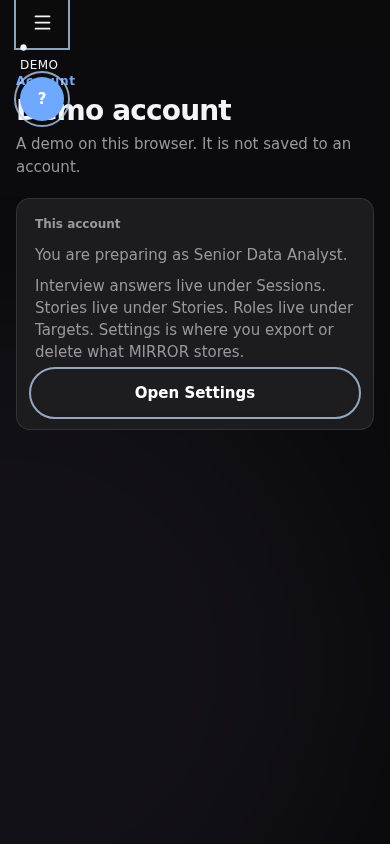 DEMO
Account
?
Demo account
A demo on this browser. It is not saved to an
account.
This account
You are preparing as Senior Data Analyst.
Interview answers live under Sessions.
Stories live under Stories. Roles live under
Targets. Settings is where you export or
delete what MIRROR stores.
Open Settings